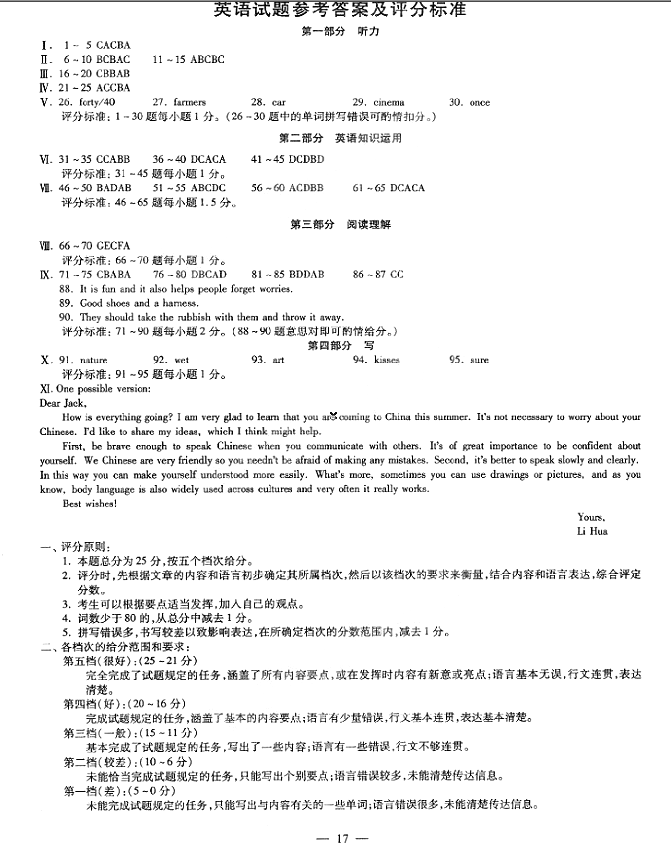 英语试题参考答案及评分标准
第一部分 听力
Ⅰ. 1~5 CACBA
Ⅱ. 6~10 BCBAC 11~15 ABCBC
Ⅲ. 16~20 CBBAB
Ⅳ. 21~25 ACCBA
Ⅴ. 26. forty/40 27. farmers 28. car 29. cinema 30. once
评分标准：1~30题每小题1分。(26~30题中的单词拼写错误可酌情扣分。)
第二部分 英语知识运用
Ⅵ. 31~35 CCABB 36~40 DCACA 41~45 DCDBD
评分标准：31~45题每小题1分。
Ⅶ. 46~50 BADAB 51~55 ABCDC 56~60 ACDBB 61~65 DCACA
评分标准：46~65题每小题1.5分。
第三部分 阅读理解
Ⅷ. 66~70 GECFA
评分标准：66~70题每小题1分。
Ⅸ. 71~75 CBABA 76~80 DBCAD 81~85 BDDAB 86~87 CC
88. It is fun and it also helps people forget worries.
89. Good shoes and a harness.
90. They should take the rubbish with them and throw it away.
评分标准：71~90题每小题2分。(88~90题意思对即可酌情给分。)
第四部分 写
Ⅹ. 91. nature 92. wet 93. art 94. kisses 95. sure
评分标准：91~95题每小题1分。
Ⅺ. One possible version:
Dear Jack,
How is everything going? I am very glad to learn that you are coming to China this summer. It's not necessary to worry about your
Chinese. I'd like to share my ideas, which I think might help.
First, be brave enough to speak Chinese when you communicate with others. It's of great importance to be confident about
yourself. We Chinese are very friendly so you needn't be afraid of making any mistakes. Second, it's better to speak slowly and clearly.
In this way you can make yourself understood more easily. What's more, sometimes you can use drawings or pictures, and as you
know, body language is also widely used across cultures and very often it really works.
Best wishes!
Yours,
Li Hua
一、评分原则：
1. 本题总分为25分,按五个档次给分。
2. 评分时,先根据文章的内容和语言初步确定其所属档次,然后以该档次的要求来衡量,结合内容和语言表达,综合评定
分数。
3. 考生可以根据要点适当发挥,加入自己的观点。
4. 词数少于80的,从总分中减去1分。
5. 拼写错误多,书写较差以致影响表达,在所确定档次的分数范围内,减去1分。
二、各档次的给分范围和要求：
第五档(很好)：(25~21分)
完全完成了试题规定的任务,涵盖了所有内容要点,或在发挥时内容有新意或亮点;语言基本无误,行文连贯,表达
清楚。
第四档(好)：(20~16分)
完成试题规定的任务,涵盖了基本的内容要点;语言有少量错误,行文基本连贯,表达基本清楚。
第三档(一般)：(15~11分)
基本完成了试题规定的任务,写出了一些内容;语言有一些错误,行文不够连贯。
第二档(较差)：(10~6分)
未能恰当完成试题规定的任务,只能写出个别要点;语言错误较多,未能清楚传达信息。
第一档(差)：(5~0分)
未能完成试题规定的任务,只能写出与内容有关的一些单词;语言错误很多,未能清楚传达信息。
— 17 —